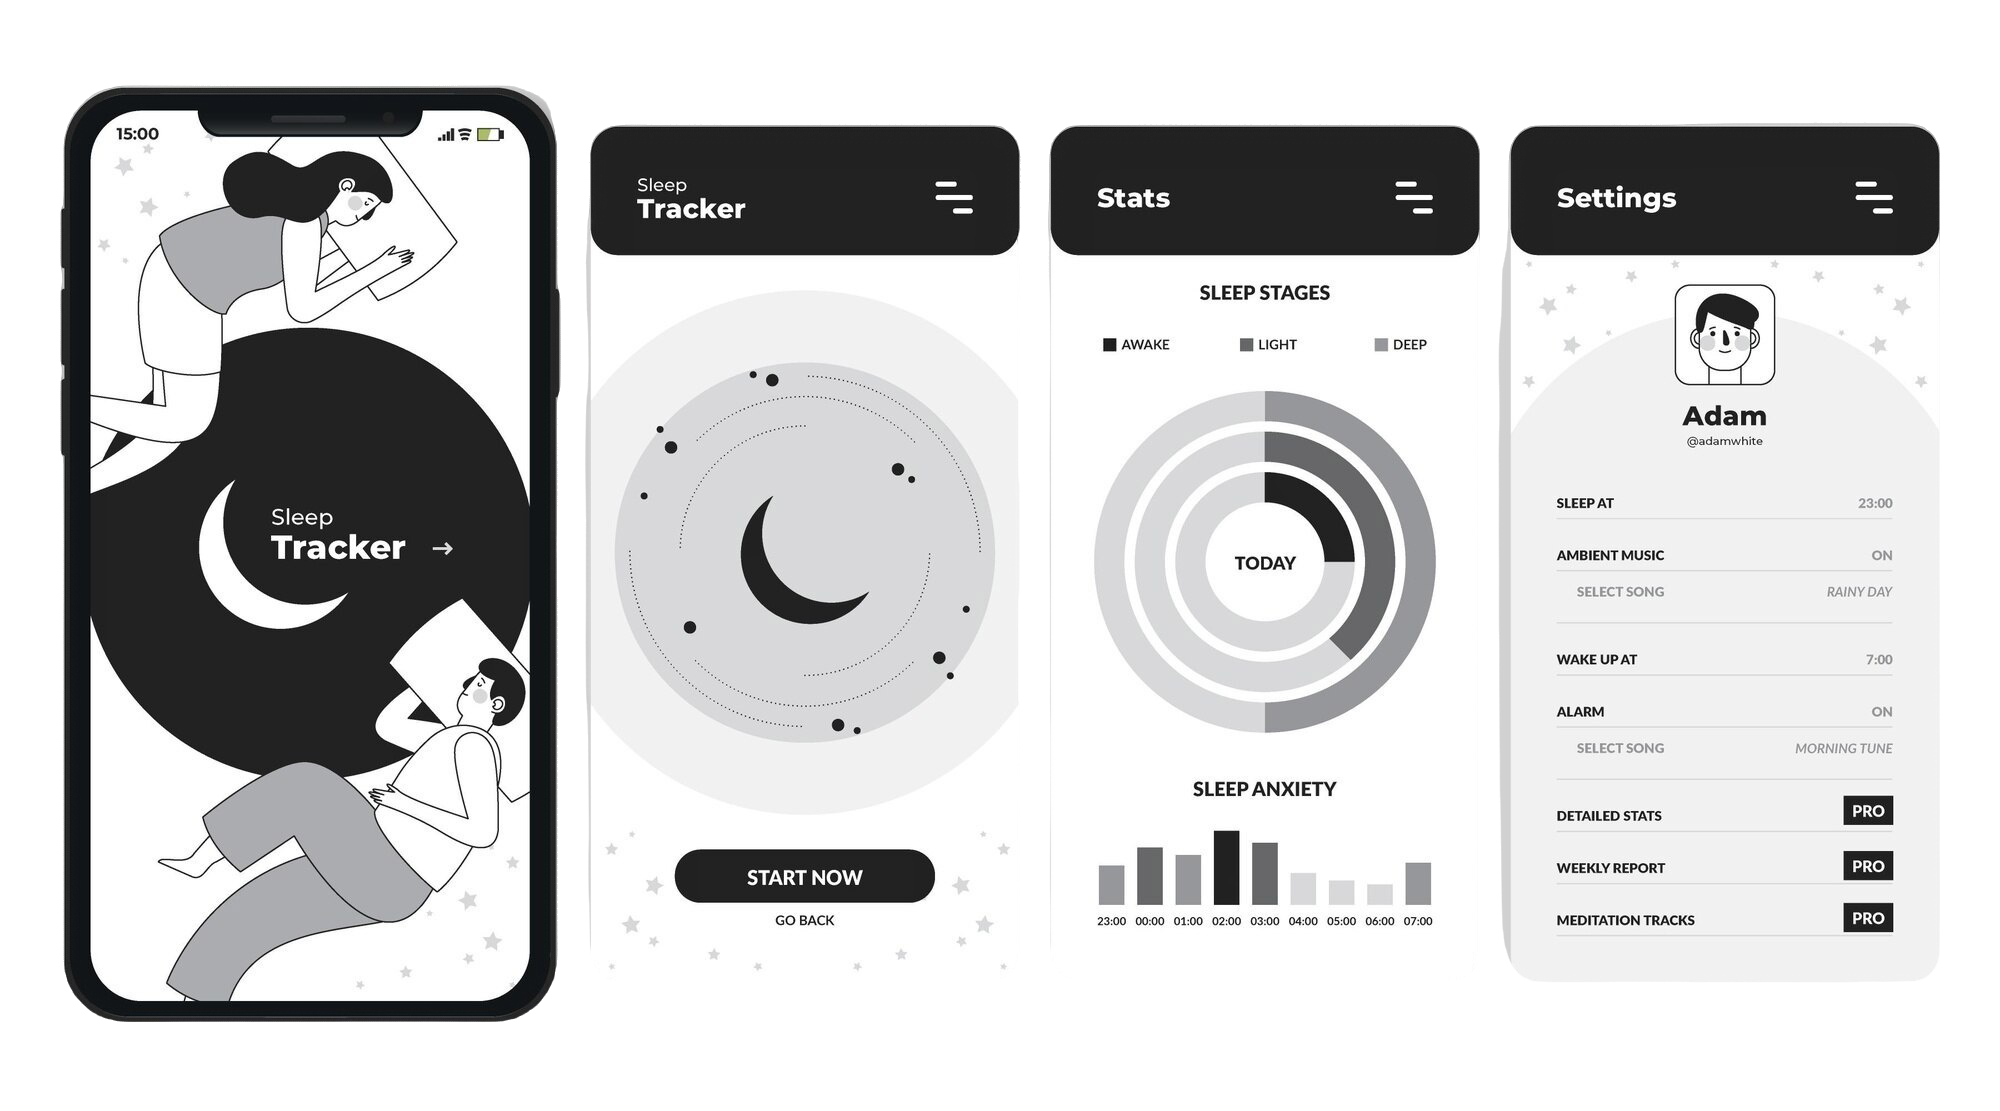 15:00
Sleep
Tracker →
Sleep
Tracker
START NOW
GO BACK
Stats
SLEEP STAGES
AWAKE LIGHT DEEP
TODAY
SLEEP ANXIETY
23:00 00:00 01:00 02:00 03:00 04:00 05:00 06:00 07:00
Settings
Adam
@adamwhite
SLEEP AT 23:00
AMBIENT MUSIC ON
SELECT SONG RAINY DAY
WAKE UP AT 7:00
ALARM ON
SELECT SONG MORNING TUNE
DETAILED STATS PRO
WEEKLY REPORT PRO
MEDITATION TRACKS PRO